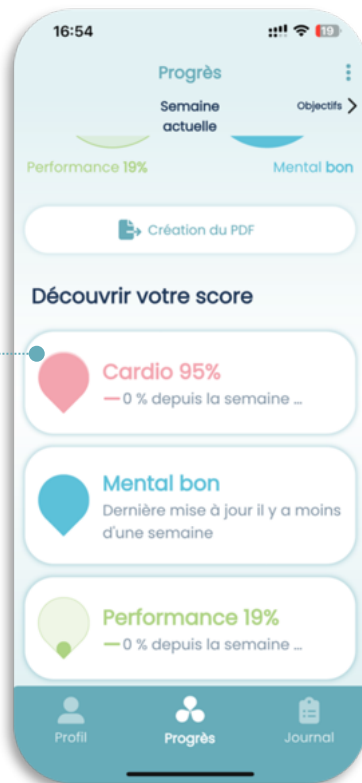 16:54
19
Progrès
Semaine
actuelle
Objectifs
Performance 19%
Mental bon
Création du PDF
Découvrir votre score
Cardio 95%
0 % depuis la semaine ...
Mental bon
Dernière mise à jour il y a moins
d'une semaine
Performance 19%
0 % depuis la semaine ...
Profil
Progrès
Journal